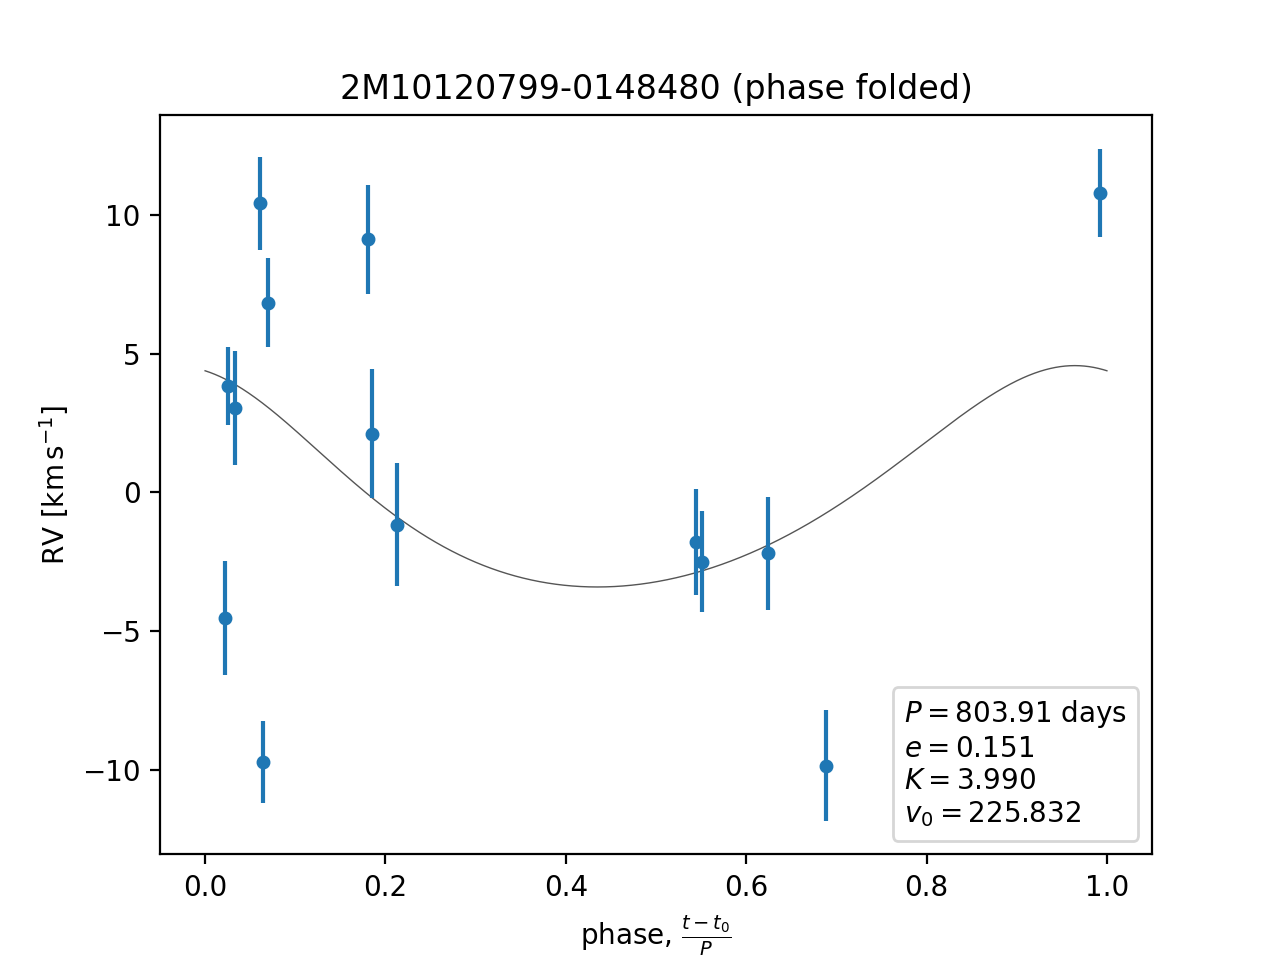 2M10120799-0148480 (phase folded)
RV [km s⁻¹]
10
5
0
−5
−10
P = 803.91 days
e = 0.151
K = 3.990
v₀ = 225.832
0.0 0.2 0.4 0.6 0.8 1.0
phase, (t − t₀)/P